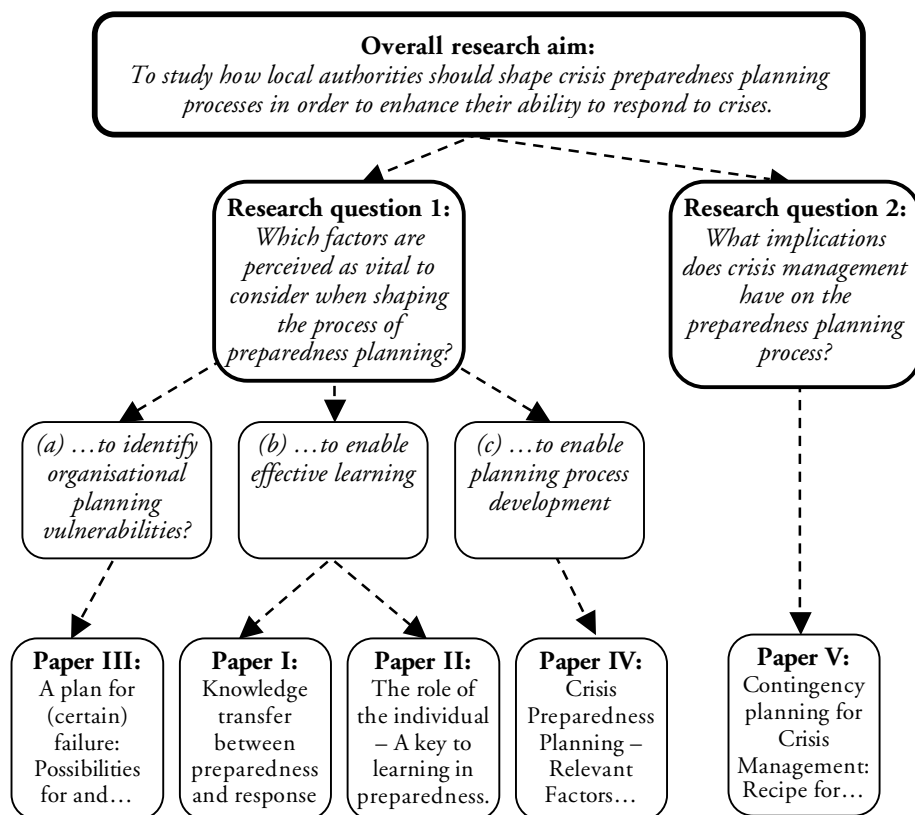 Overall research aim:
To study how local authorities should shape crisis preparedness planning
processes in order to enhance their ability to respond to crises.
Research question 1:
Which factors are
perceived as vital to
consider when shaping
the process of
preparedness planning?
Research question 2:
What implications
does crisis management
have on the
preparedness planning
process?
(a) …to identify
organisational
planning
vulnerabilities?
(b) …to enable
effective learning
(c) …to enable
planning process
development
Paper III:
A plan for
(certain)
failure:
Possibilities
for and…
Paper I:
Knowledge
transfer
between
preparedness
and response
Paper II:
The role of
the individual
– A key to
learning in
preparedness.
Paper IV:
Crisis
Preparedness
Planning –
Relevant
Factors…
Paper V:
Contingency
planning for
Crisis
Management:
Recipe for…